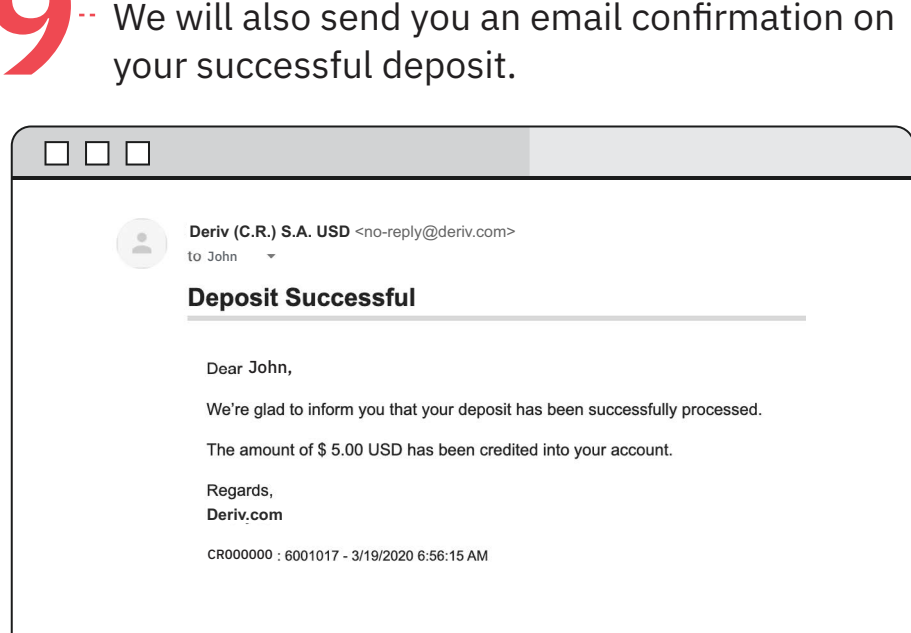 9
We will also send you an email confirmation on
your successful deposit.
Deriv (C.R.) S.A. USD <no-reply@deriv.com>
to John
Deposit Successful
Dear John,
We're glad to inform you that your deposit has been successfully processed.
The amount of $ 5.00 USD has been credited into your account.
Regards,
Deriv.com
CR000000 : 6001017 - 3/19/2020 6:56:15 AM